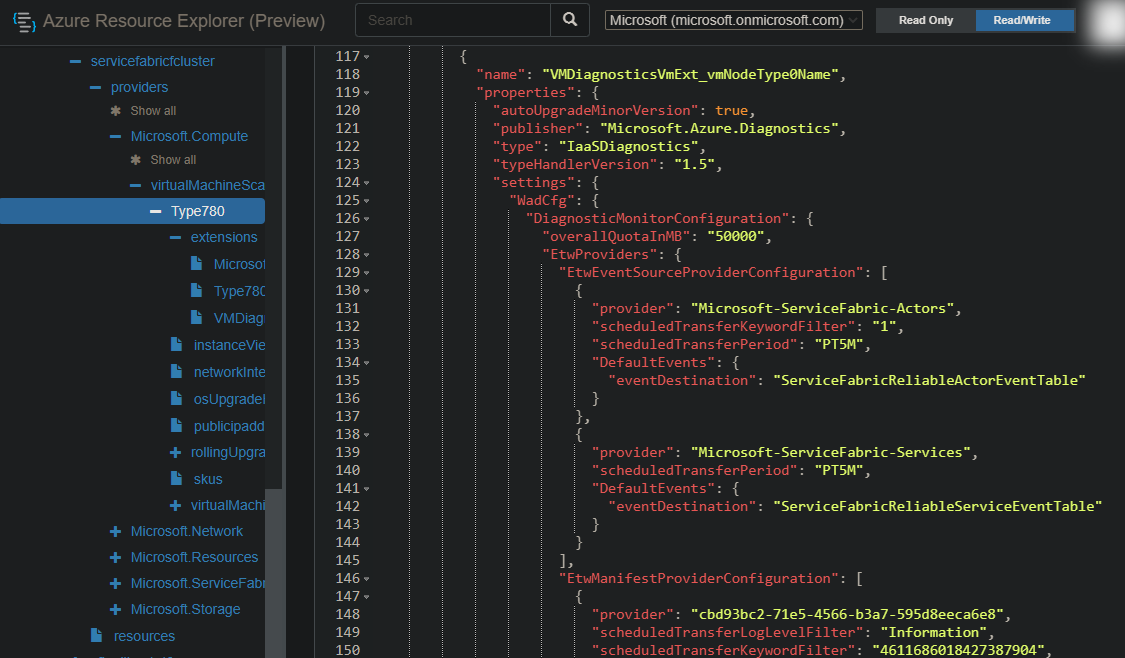 Azure Resource Explorer (Preview)
Search
Microsoft (microsoft.onmicrosoft.com)
Read Only
Read/Write
servicefabricfcluster
providers
Show all
Microsoft.Compute
Show all
virtualMachineSca
Type780
extensions
Microsof
Type780
VMDiag
instanceVie
networkInte
osUpgradeH
publicipadd
rollingUpgra
skus
virtualMachi
Microsoft.Network
Microsoft.Resources
Microsoft.ServiceFabr
Microsoft.Storage
resources
117 {
118 "name": "VMDiagnosticsVmExt_vmNodeType0Name",
119 "properties": {
120 "autoUpgradeMinorVersion": true,
121 "publisher": "Microsoft.Azure.Diagnostics",
122 "type": "IaaSDiagnostics",
123 "typeHandlerVersion": "1.5",
124 "settings": {
125 "WadCfg": {
126 "DiagnosticMonitorConfiguration": {
127 "overallQuotaInMB": "50000",
128 "EtwProviders": {
129 "EtwEventSourceProviderConfiguration": [
130 {
131 "provider": "Microsoft-ServiceFabric-Actors",
132 "scheduledTransferKeywordFilter": "1",
133 "scheduledTransferPeriod": "PT5M",
134 "DefaultEvents": {
135 "eventDestination": "ServiceFabricReliableActorEventTable"
136 }
137 },
138 {
139 "provider": "Microsoft-ServiceFabric-Services",
140 "scheduledTransferPeriod": "PT5M",
141 "DefaultEvents": {
142 "eventDestination": "ServiceFabricReliableServiceEventTable"
143 }
144 }
145 ],
146 "EtwManifestProviderConfiguration": [
147 {
148 "provider": "cbd93bc2-71e5-4566-b3a7-595d8eeca6e8",
149 "scheduledTransferLogLevelFilter": "Information",
150 "scheduledTransferKeywordFilter": "4611686018427387904",